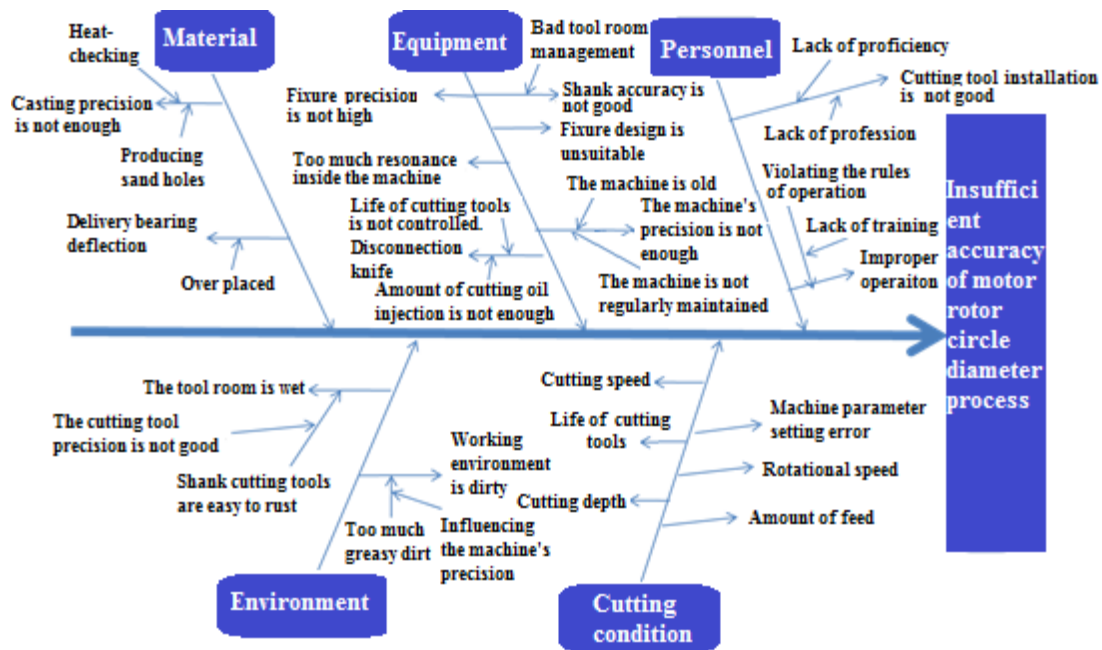 Material
Heat-
checking
Casting precision
is not enough
Producing
sand holes
Delivery bearing
deflection
Over placed
Equipment
Bad tool room
management
Fixure precision
is not high
Shank accuracy is
not good
Fixure design is
unsuitable
Too much resonance
inside the machine
The machine is old
Life of cutting tools
is not controlled.
The machine's
precision is not
enough
Disconnection
knife
Amount of cutting oil
injection is not enough
The machine is not
regularly maintained
Personnel
Lack of proficiency
Cutting tool installation
is not good
Lack of profession
Violating the rules
of operation
Lack of training
Improper
operaiton
Insuffici
ent
accuracy
of motor
rotor
circle
diameter
process
The tool room is wet
The cutting tool
precision is not good
Shank cutting tools
are easy to rust
Working
environment
is dirty
Too much
greasy dirt
Influencing
the machine's
precision
Environment
Cutting speed
Life of cutting
tools
Machine parameter
setting error
Rotational speed
Cutting depth
Amount of feed
Cutting
condition